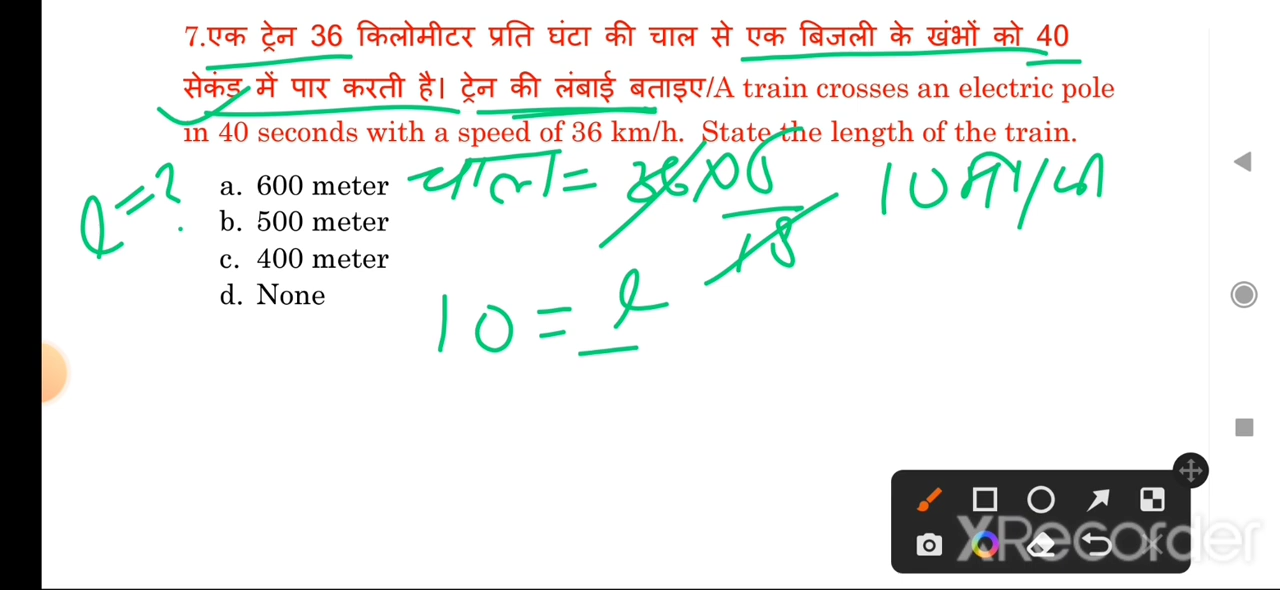 7.एक ट्रेन 36 किलोमीटर प्रति घंटा की चाल से एक बिजली के खंभों को 40
सेकंड में पार करती है। ट्रेन की लंबाई बताइए/A train crosses an electric pole
in 40 seconds with a speed of 36 km/h. State the length of the train.
l=?
a. 600 meter
b. 500 meter
c. 400 meter
d. None
चाल = 36×5
18
10 मी/से
10 = l
XRecorder